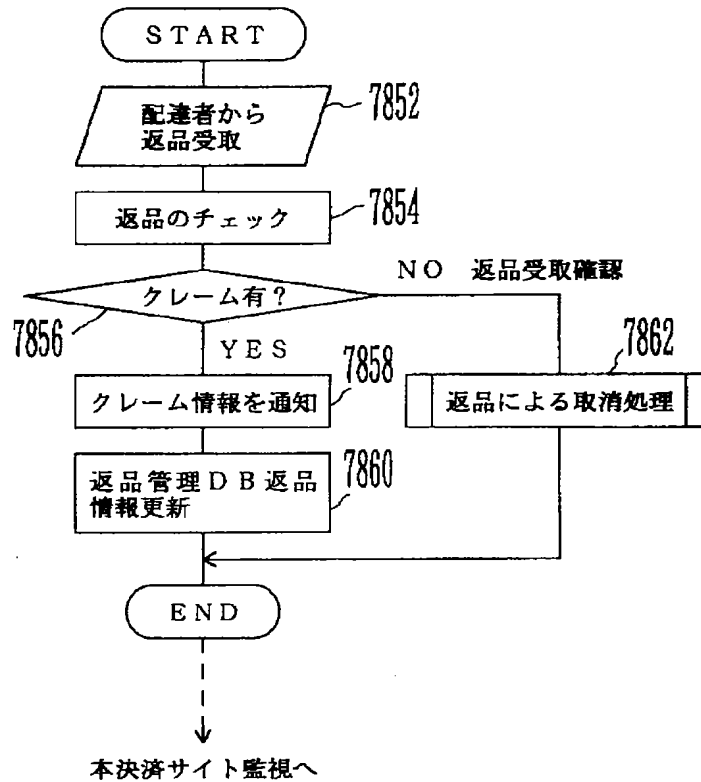 START
配達者から
返品受取
7852
返品のチェック
7854
クレーム有？
7856
NO 返品受取確認
YES
クレーム情報を通知
7858
返品による取消処理
7862
返品管理DB返品
情報更新
7860
END
本決済サイト監視へ